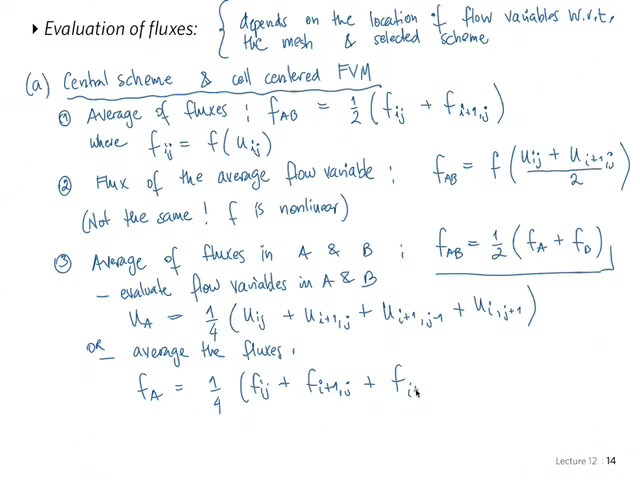 ▸ Evaluation of fluxes: { depends on the location of flow variables w.r.t.
the mesh & selected scheme
(a) Central scheme & cell centered FVM
① Average of fluxes : f_AB = 1/2 (f_ij + f_i+1,j)
where f_ij = f(u_ij)
② Flux of the average flow variable : f_AB = f((u_ij + u_i+1,j)/2)
(Not the same ! f is nonlinear)
③ Average of fluxes in A & B : f_AB = 1/2 (f_A + f_B)
– evaluate flow variables in A & B
u_A = 1/4 (u_ij + u_i+1,j + u_i+1,j-1 + u_i,j+1)
OR – average the fluxes :
f_A = 1/4 (f_ij + f_i+1,j + f_i
Lecture 12 : 14